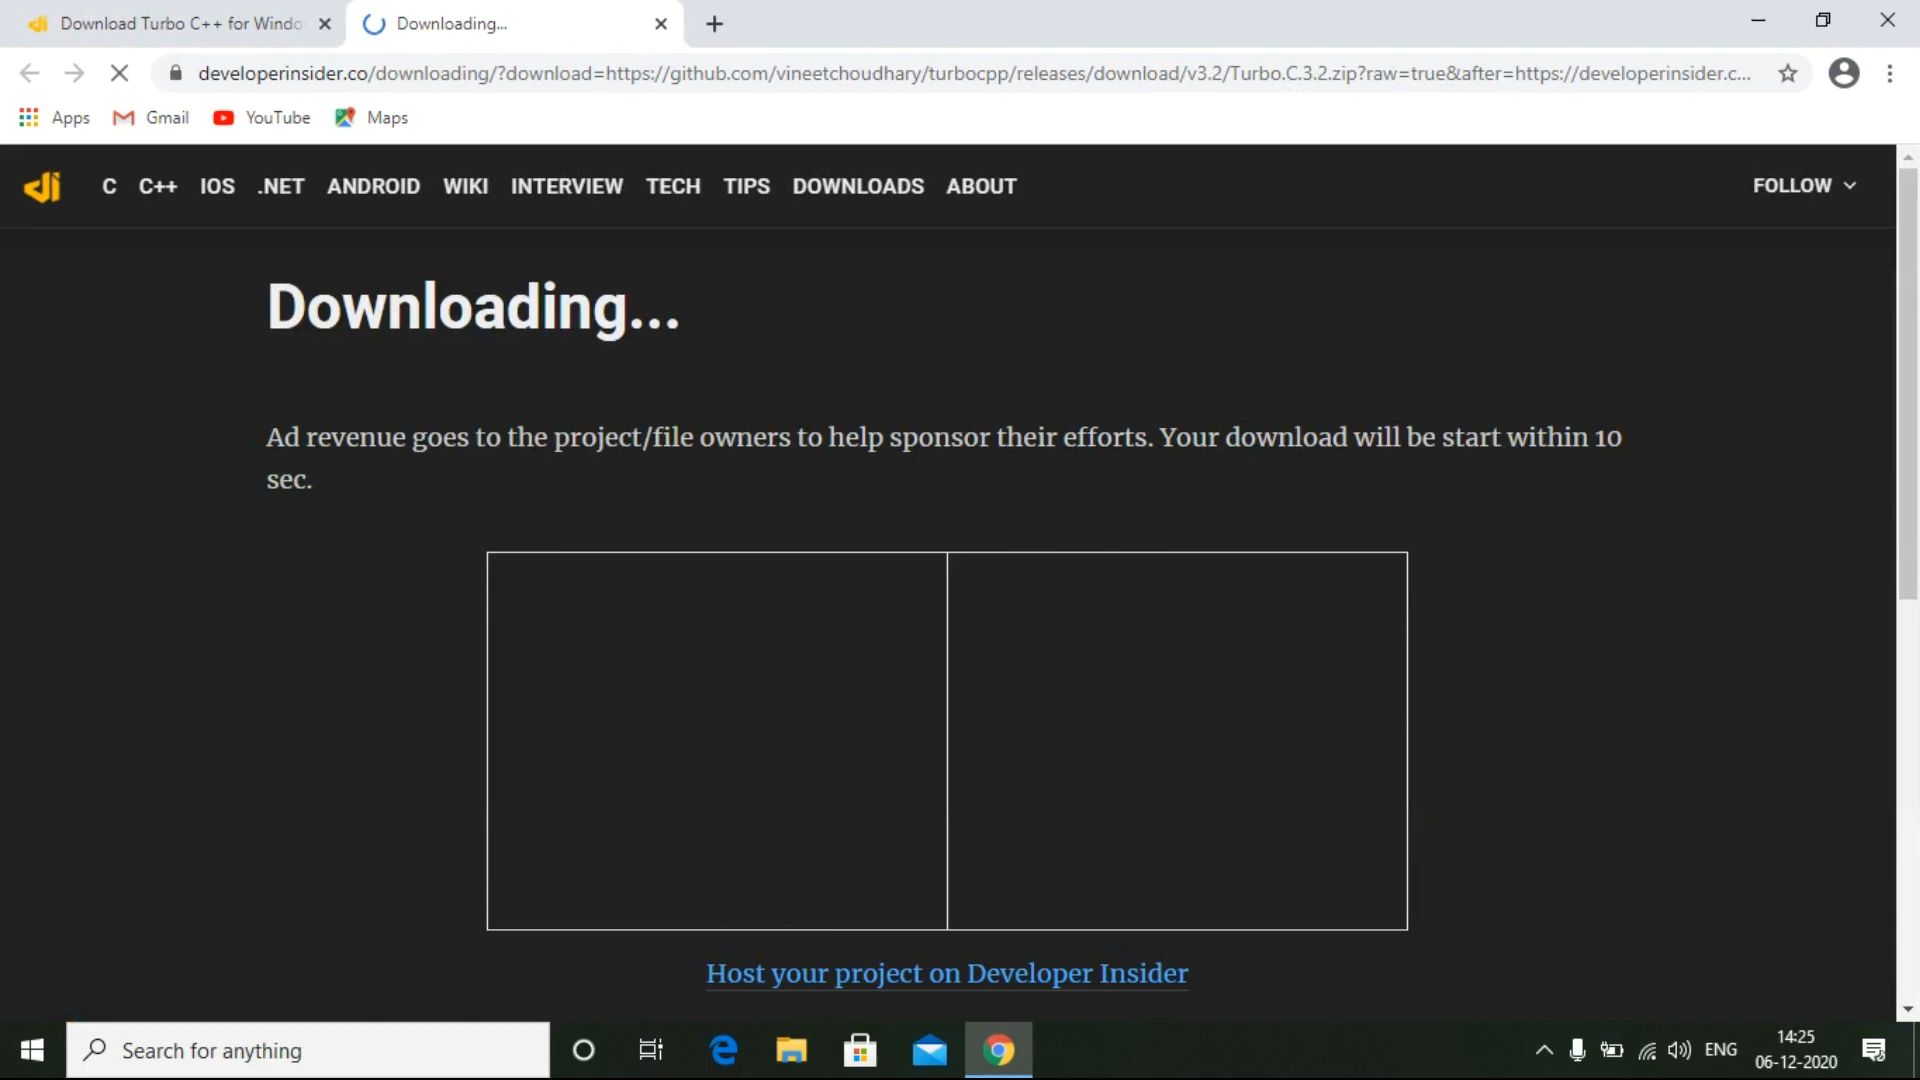 Download Turbo C++ for Windo
Downloading...
developerinsider.co/downloading/?download=https://github.com/vineetchoudhary/turbocpp/releases/download/v3.2/Turbo.C.3.2.zip?raw=true&after=https://developerinsider.c...
Apps Gmail YouTube Maps
C C++ IOS .NET ANDROID WIKI INTERVIEW TECH TIPS DOWNLOADS ABOUT FOLLOW
Downloading...
Ad revenue goes to the project/file owners to help sponsor their efforts. Your download will be start within 10
sec.
Host your project on Developer Insider
Search for anything
ENG
14:25
06-12-2020